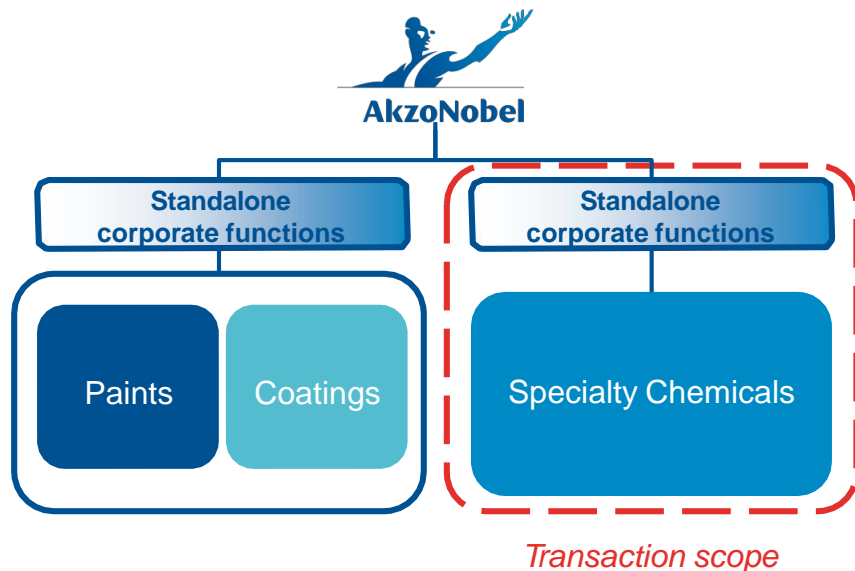 AkzoNobel
Standalone
corporate functions
Standalone
corporate functions
Paints
Coatings
Specialty Chemicals
Transaction scope